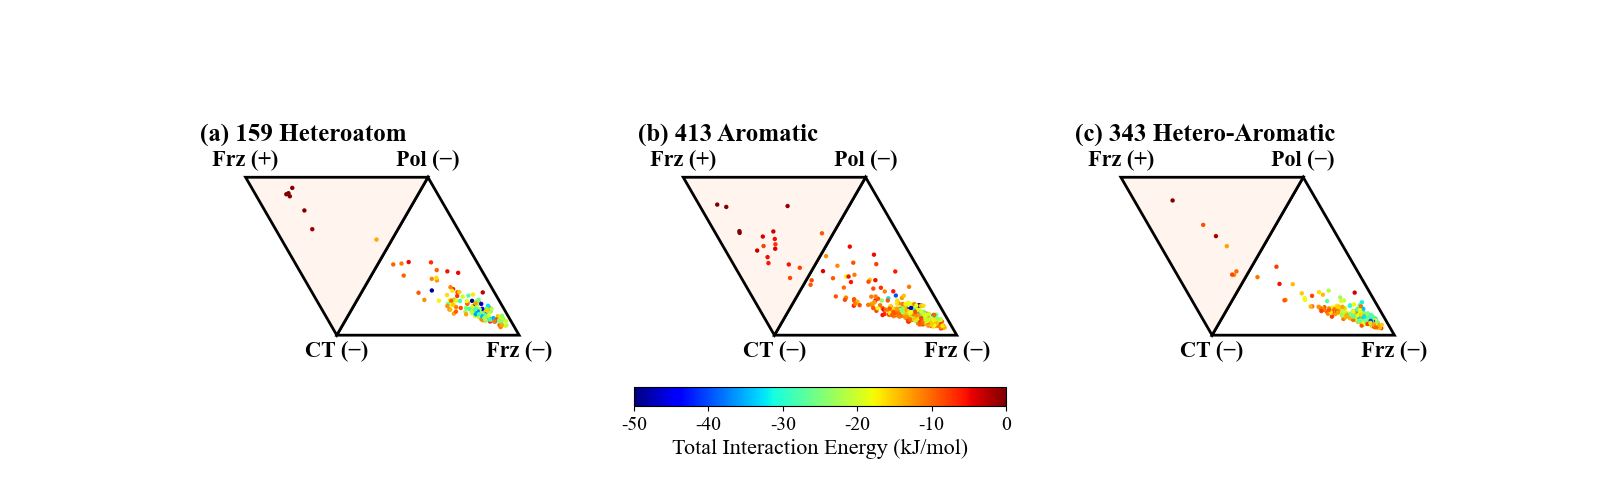 (a) 159 Heteroatom
Frz (+)
Pol (−)
CT (−)
Frz (−)
(b) 413 Aromatic
Frz (+)
Pol (−)
CT (−)
Frz (−)
(c) 343 Hetero-Aromatic
Frz (+)
Pol (−)
CT (−)
Frz (−)
-50
-40
-30
-20
-10
0
Total Interaction Energy (kJ/mol)